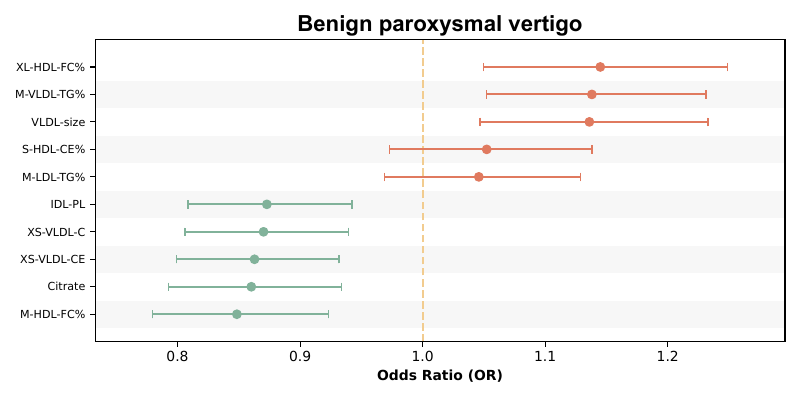 Benign paroxysmal vertigo
XL-HDL-FC%
M-VLDL-TG%
VLDL-size
S-HDL-CE%
M-LDL-TG%
IDL-PL
XS-VLDL-C
XS-VLDL-CE
Citrate
M-HDL-FC%
0.8 0.9 1.0 1.1 1.2
Odds Ratio (OR)